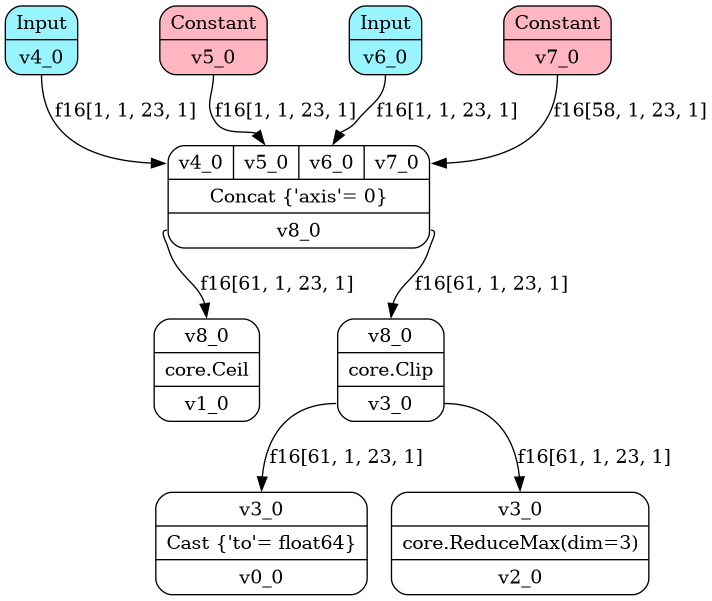 Input
v4_0
Constant
v5_0
Input
v6_0
Constant
v7_0
f16[1, 1, 23, 1]
f16[1, 1, 23, 1]
f16[1, 1, 23, 1]
f16[58, 1, 23, 1]
v4_0 v5_0 v6_0 v7_0
Concat {'axis'= 0}
v8_0
f16[61, 1, 23, 1]
f16[61, 1, 23, 1]
v8_0
core.Ceil
v1_0
v8_0
core.Clip
v3_0
f16[61, 1, 23, 1]
f16[61, 1, 23, 1]
v3_0
Cast {'to'= float64}
v0_0
v3_0
core.ReduceMax(dim=3)
v2_0